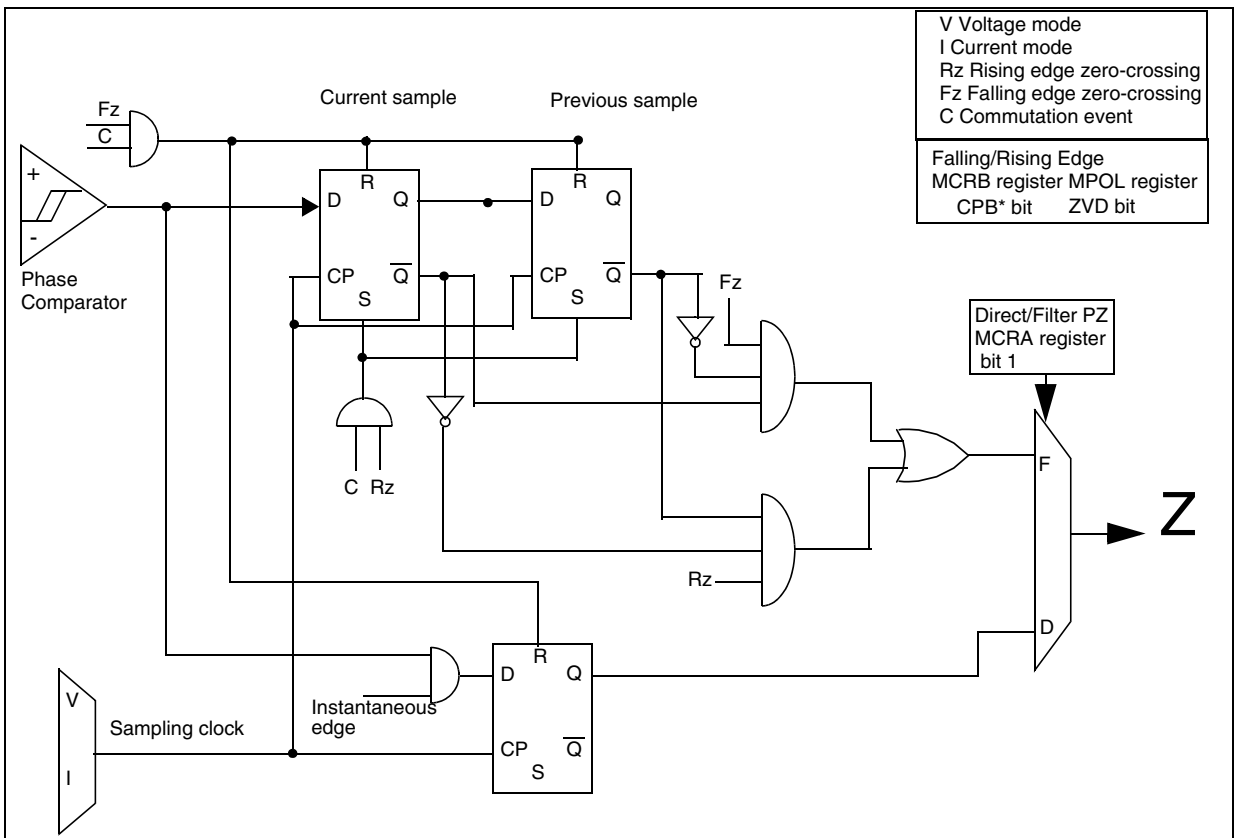 V Voltage mode
I Current mode
Rz Rising edge zero-crossing
Fz Falling edge zero-crossing
C Commutation event
Falling/Rising Edge
MCRB register MPOL register
CPB* bit ZVD bit
Current sample
Previous sample
Fz
C
+
-
Phase
Comparator
R
D Q
CP Q
S
R
D Q
CP Q
S
C Rz
Fz
Rz
Direct/Filter PZ
MCRA register
bit 1
F
D
Z
V
I
Sampling clock
Instantaneous
edge
R
D Q
CP Q
S